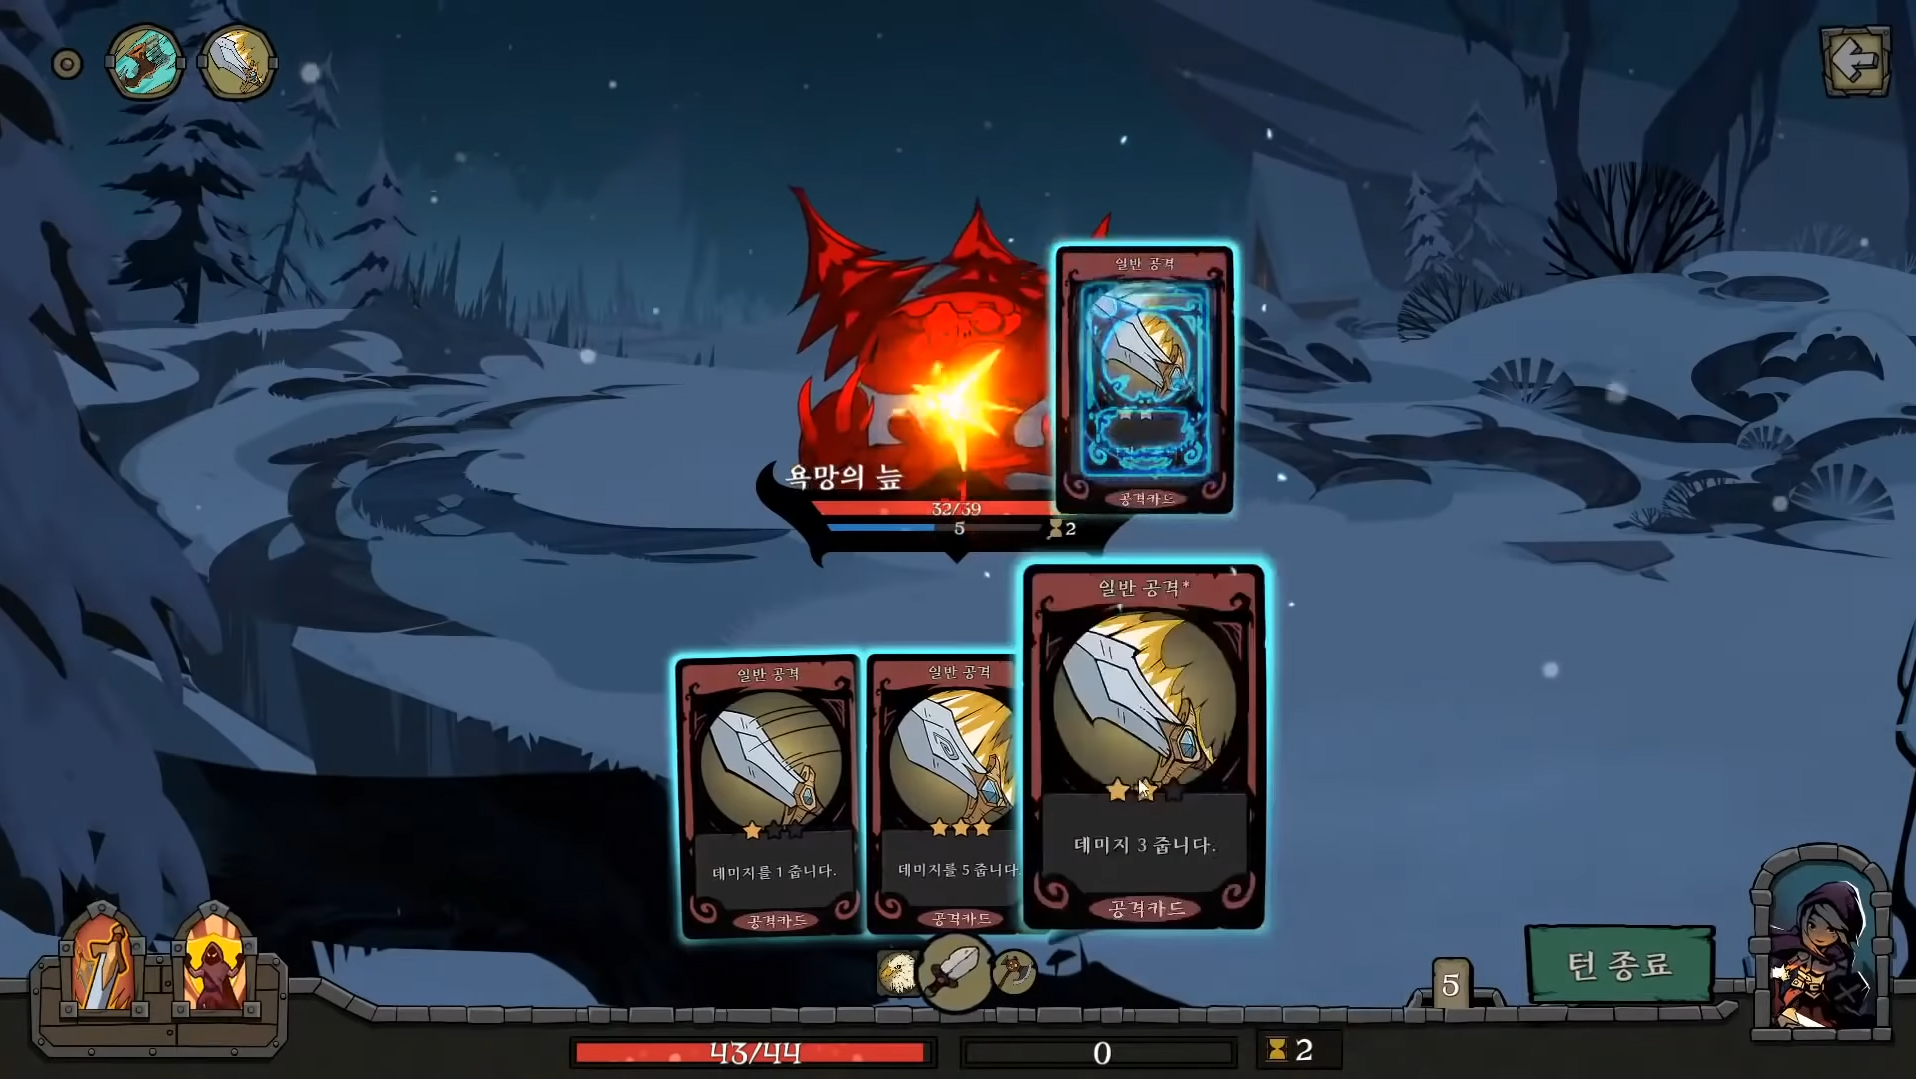 일반 공격
공격카드
욕망의 늪
32/39
5
2
일반 공격*
데미지 3 줍니다.
공격카드
일반 공격
데미지를 1 줍니다.
공격카드
일반 공격
데미지를 5 줍니다.
공격카드
5
턴 종료
43/44
0
2